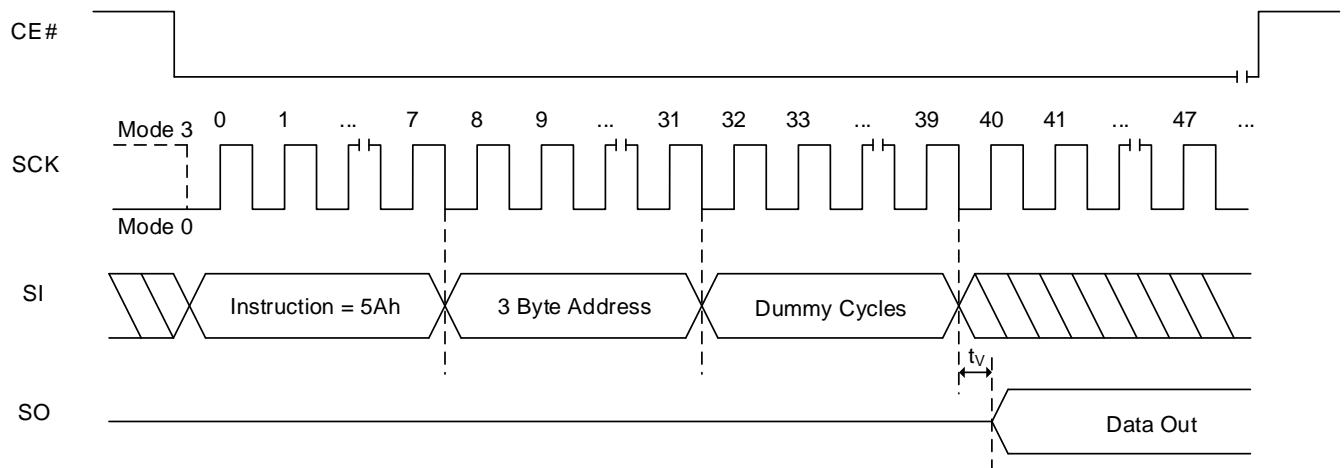 CE#
0 1 ... 7 8 9 ... 31 32 33 ... 39 40 41 ... 47 ...
Mode 3
SCK
Mode 0
SI Instruction = 5Ah 3 Byte Address Dummy Cycles
tV
SO Data Out